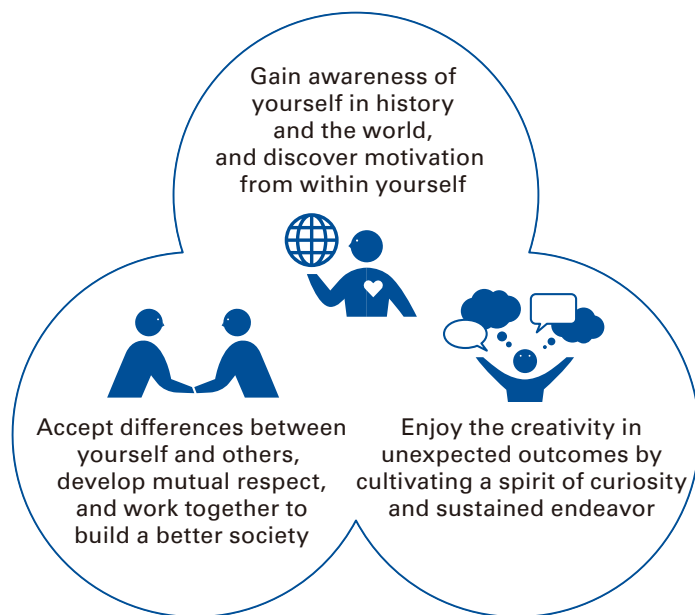 Gain awareness of
yourself in history
and the world,
and discover motivation
from within yourself
Accept differences between
yourself and others,
develop mutual respect,
and work together to
build a better society
Enjoy the creativity in
unexpected outcomes by
cultivating a spirit of curiosity
and sustained endeavor